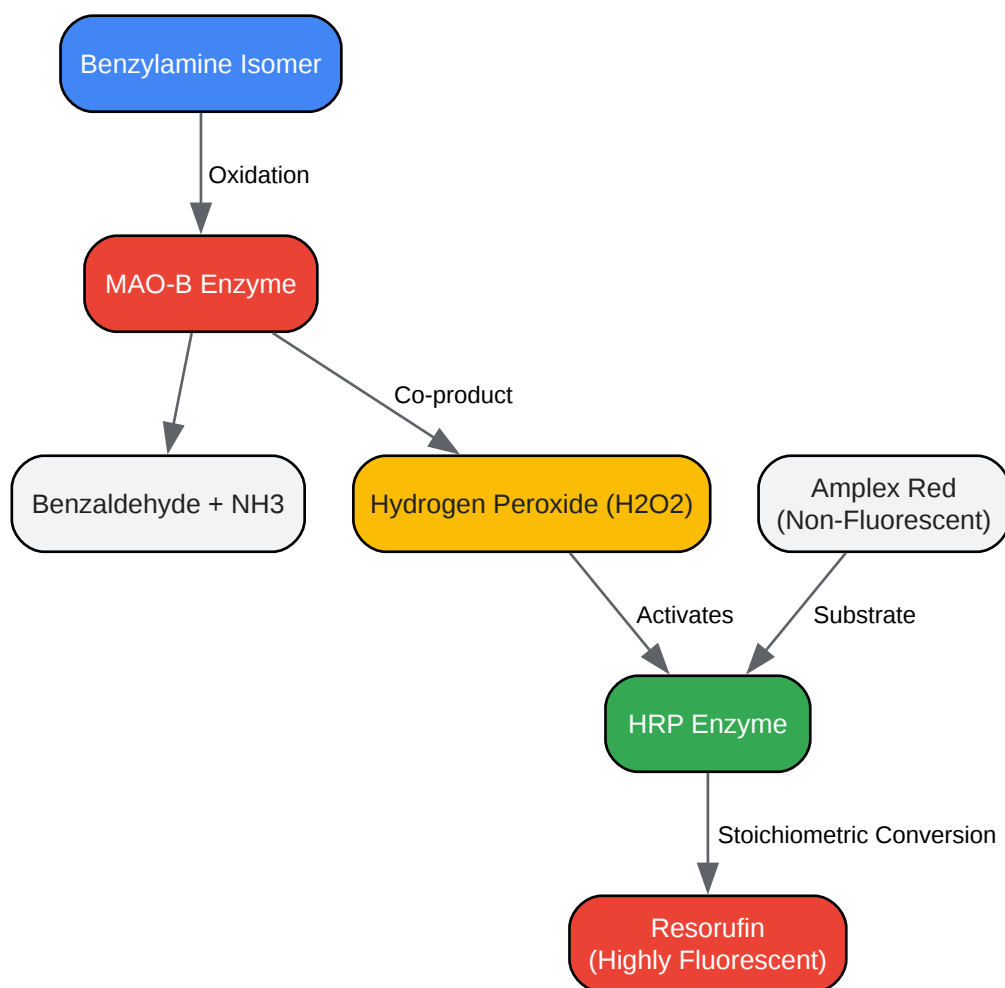 Benzylamine Isomer
Oxidation
MAO-B Enzyme
Co-product
Benzaldehyde + NH3
Hydrogen Peroxide (H2O2)
Amplex Red
(Non-Fluorescent)
Activates
Substrate
HRP Enzyme
Stoichiometric Conversion
Resorufin
(Highly Fluorescent)